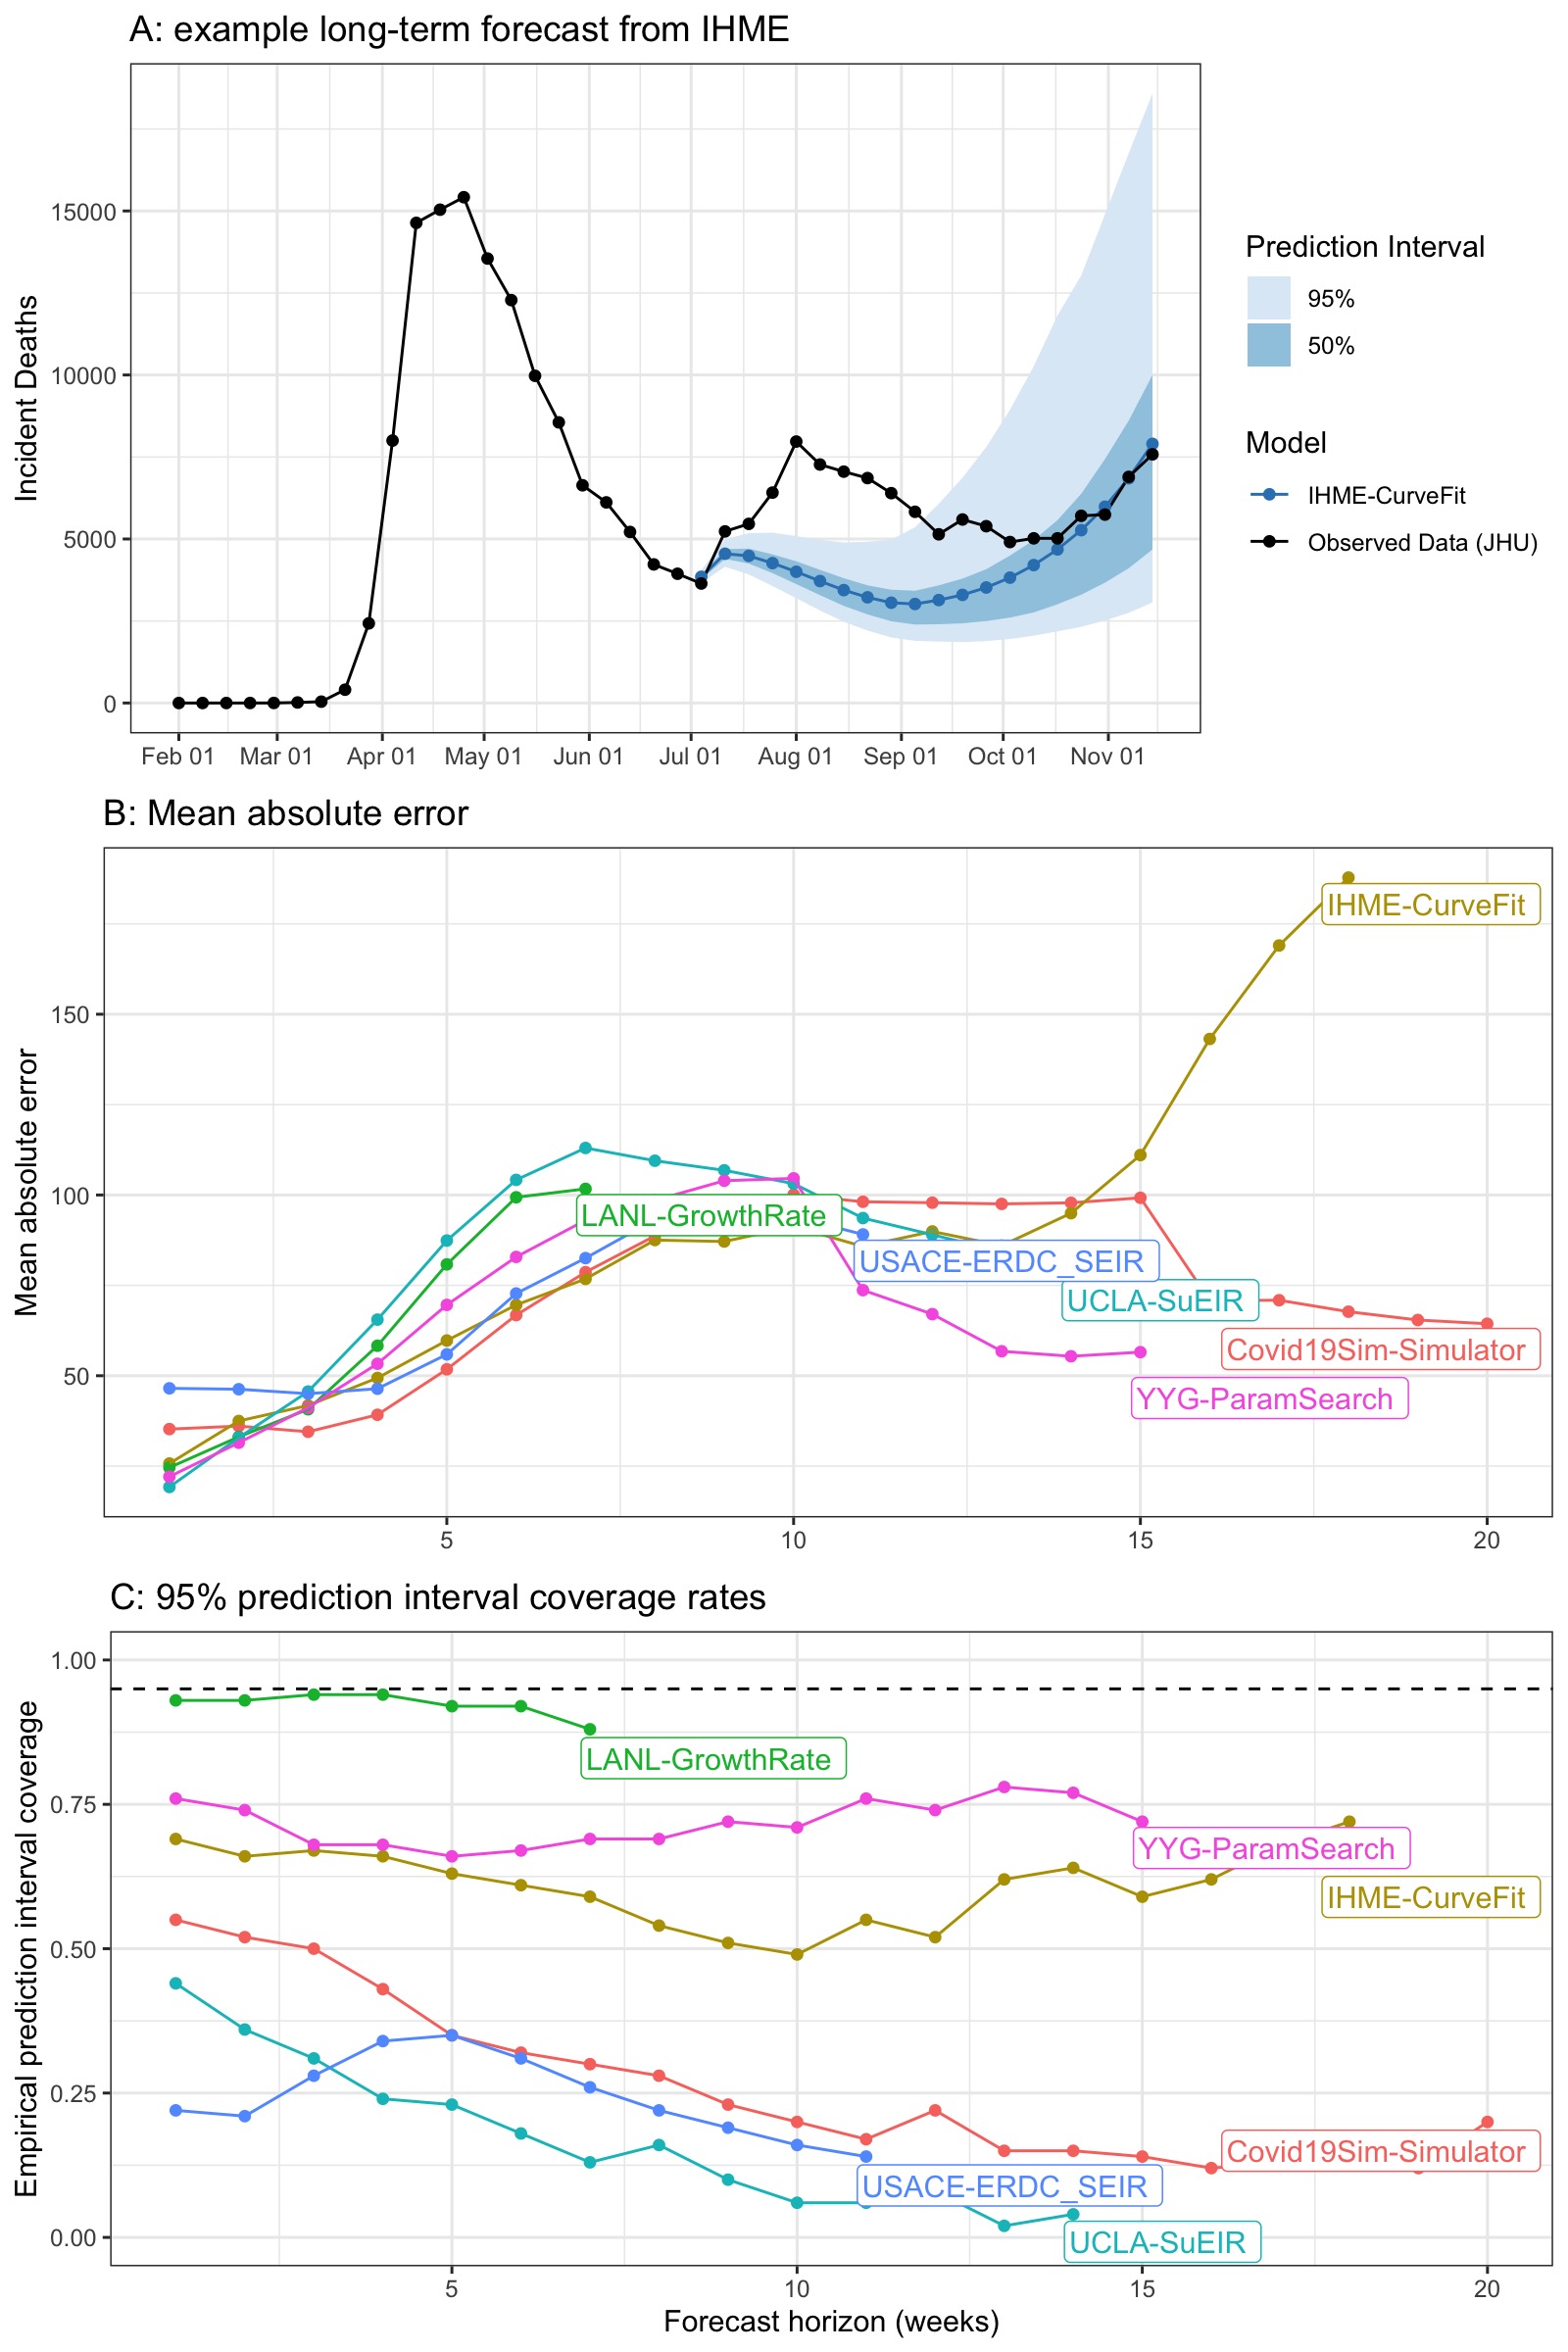 A: example long-term forecast from IHME
Incident Deaths
15000
10000
5000
0
Feb 01 Mar 01 Apr 01 May 01 Jun 01 Jul 01 Aug 01 Sep 01 Oct 01 Nov 01
Prediction Interval
95%
50%
Model
IHME-CurveFit
Observed Data (JHU)
B: Mean absolute error
Mean absolute error
150
100
50
IHME-CurveFit
LANL-GrowthRate
USACE-ERDC_SEIR
UCLA-SuEIR
Covid19Sim-Simulator
YYG-ParamSearch
5 10 15 20
C: 95% prediction interval coverage rates
Empirical prediction interval coverage
1.00
0.75
0.50
0.25
0.00
LANL-GrowthRate
YYG-ParamSearch
IHME-CurveFit
Covid19Sim-Simulator
USACE-ERDC_SEIR
UCLA-SuEIR
5 10 15 20
Forecast horizon (weeks)